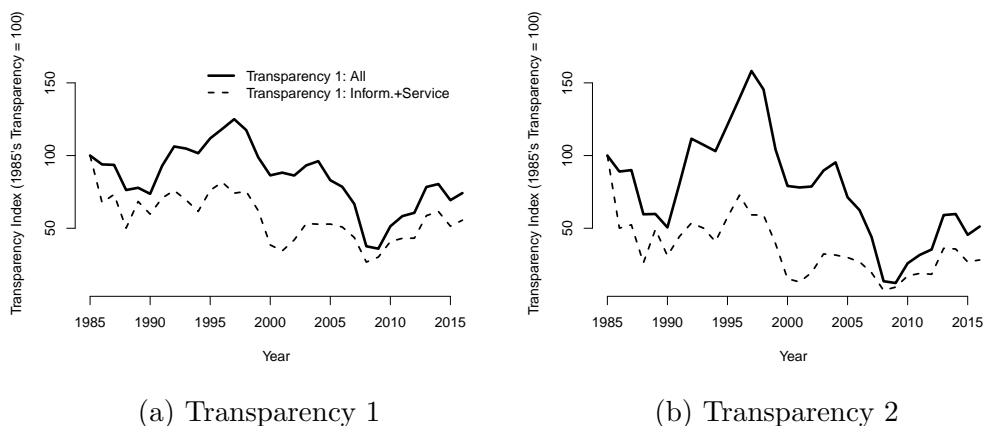 Transparency Index (1985's Transparency = 100)
150
100
50
Transparency 1: All
Transparency 1: Inform.+Service
1985 1990 1995 2000 2005 2010 2015
Year
(a) Transparency 1
Transparency Index (1985's Transparency = 100)
150
100
50
1985 1990 1995 2000 2005 2010 2015
Year
(b) Transparency 2